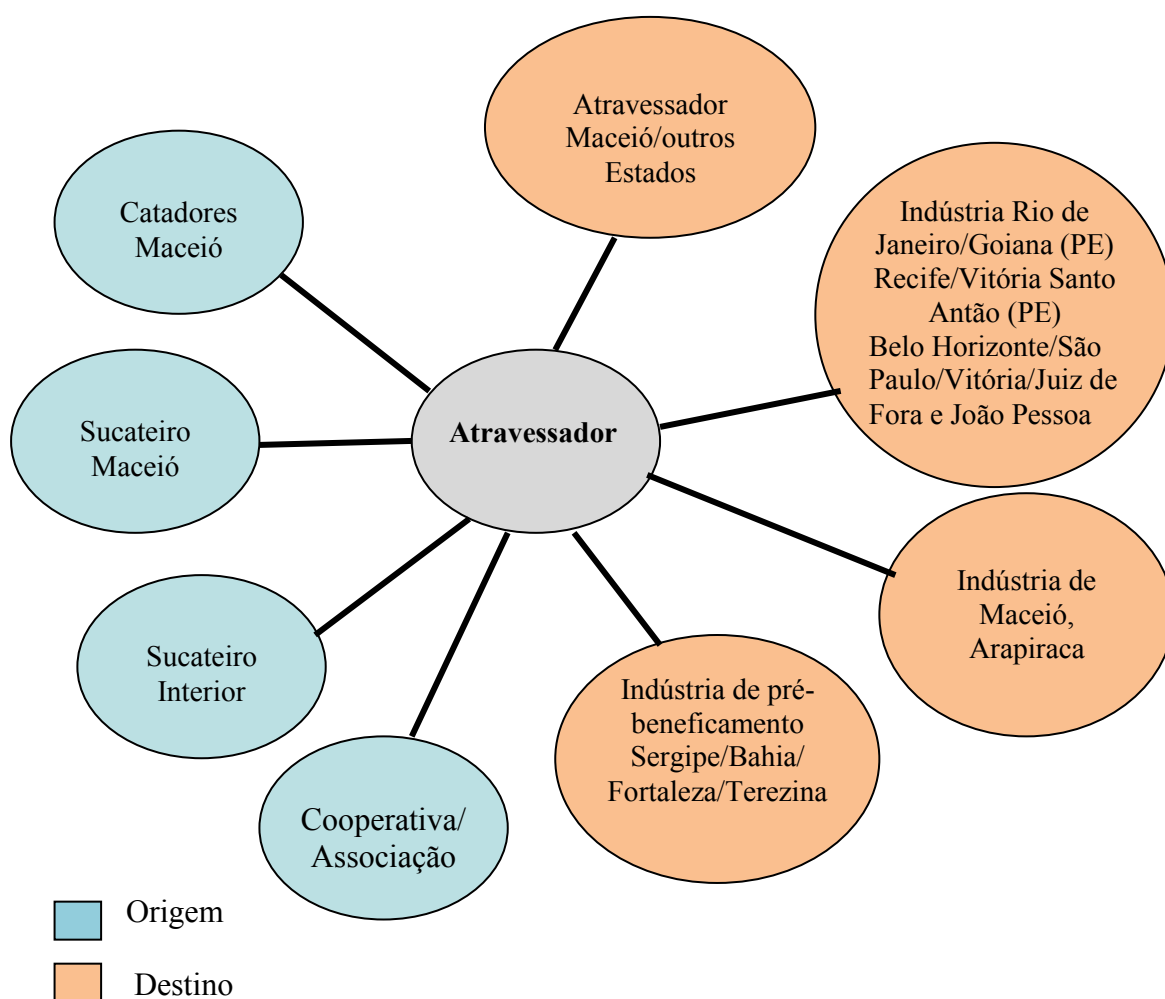 Atravessador
Maceió/outros
Estados
Catadores
Maceió
Indústria Rio de
Janeiro/Goiana (PE)
Recife/Vitória Santo
Antão (PE)
Belo Horizonte/São
Paulo/Vitória/Juiz de
Fora e João Pessoa
Sucateiro
Maceió
Atravessador
Indústria de
Maceió,
Arapiraca
Sucateiro
Interior
Indústria de pré-
beneficamento
Sergipe/Bahia/
Fortaleza/Terezina
Cooperativa/
Associação
Origem
Destino